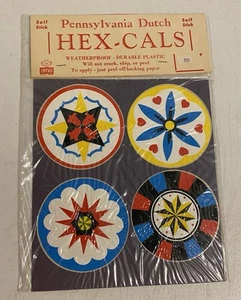 Pennsylvania Dutch
Self
Stick
Self
Stick
HEX-CALS
WEATHERPROOF - DURABLE PLASTIC
Will not crack, chip, or peel
To apply - just peel off backing paper